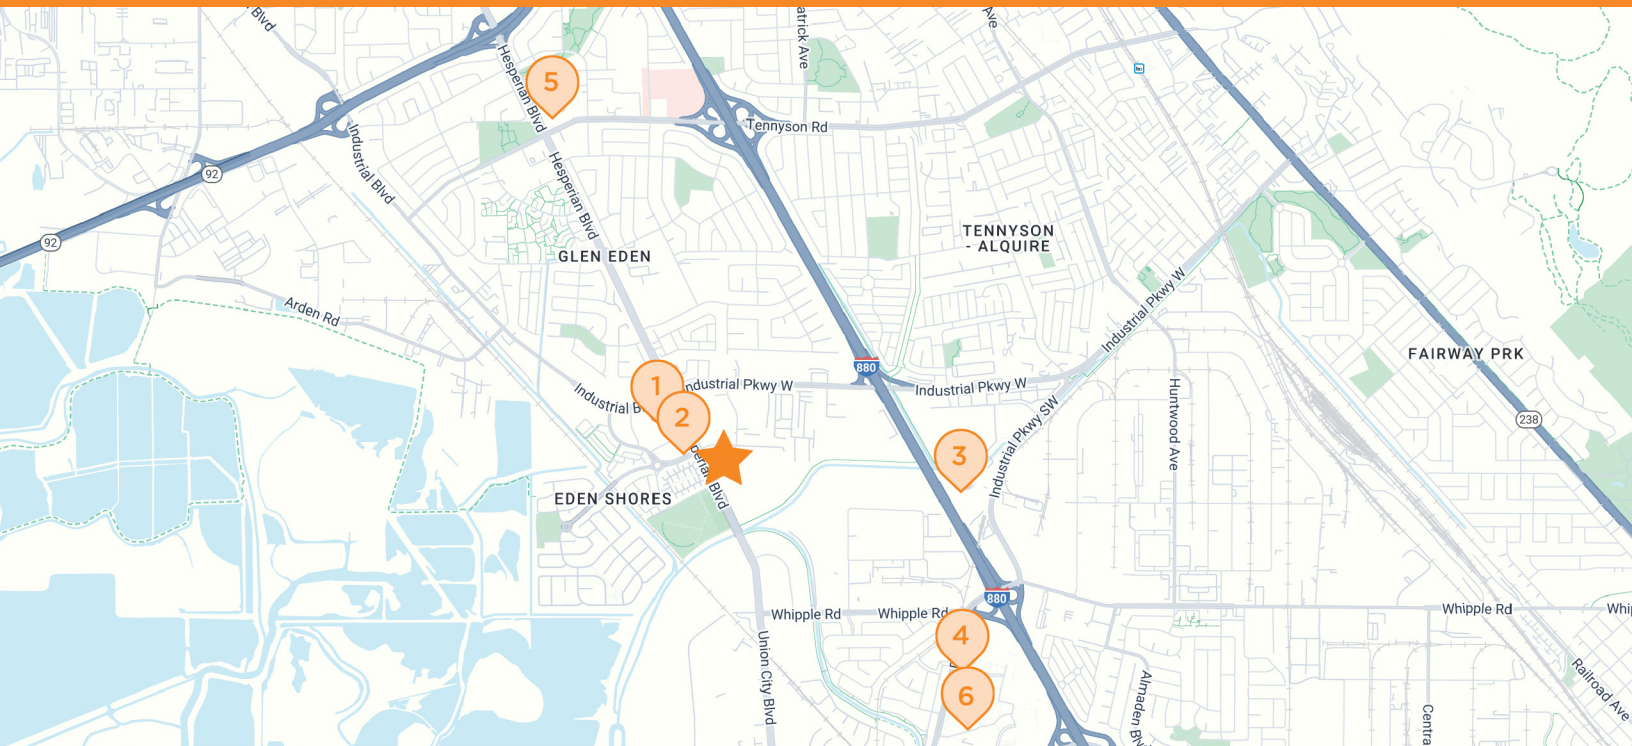 Blvd
atrick Ave
Ave
Hesperian Blvd
5
Tennyson Rd
Industrial Blvd
92
Hesperian Blvd
92
TENNYSON
- ALQUIRE
GLEN EDEN
Arden Rd
Industrial Pkwy W
FAIRWAY PRK
880
1
ndustrial Pkwy W
Industrial Pkwy W
Industrial B
2
Huntwood Ave
Industrial Pkwy SW
238
3
perian Blvd
EDEN SHORES
880
Whipple Rd
Whipple Rd
Whipple Rd
Whi
4
Union City Blvd
6
Almaden Blv
Railroad Ave
Centra